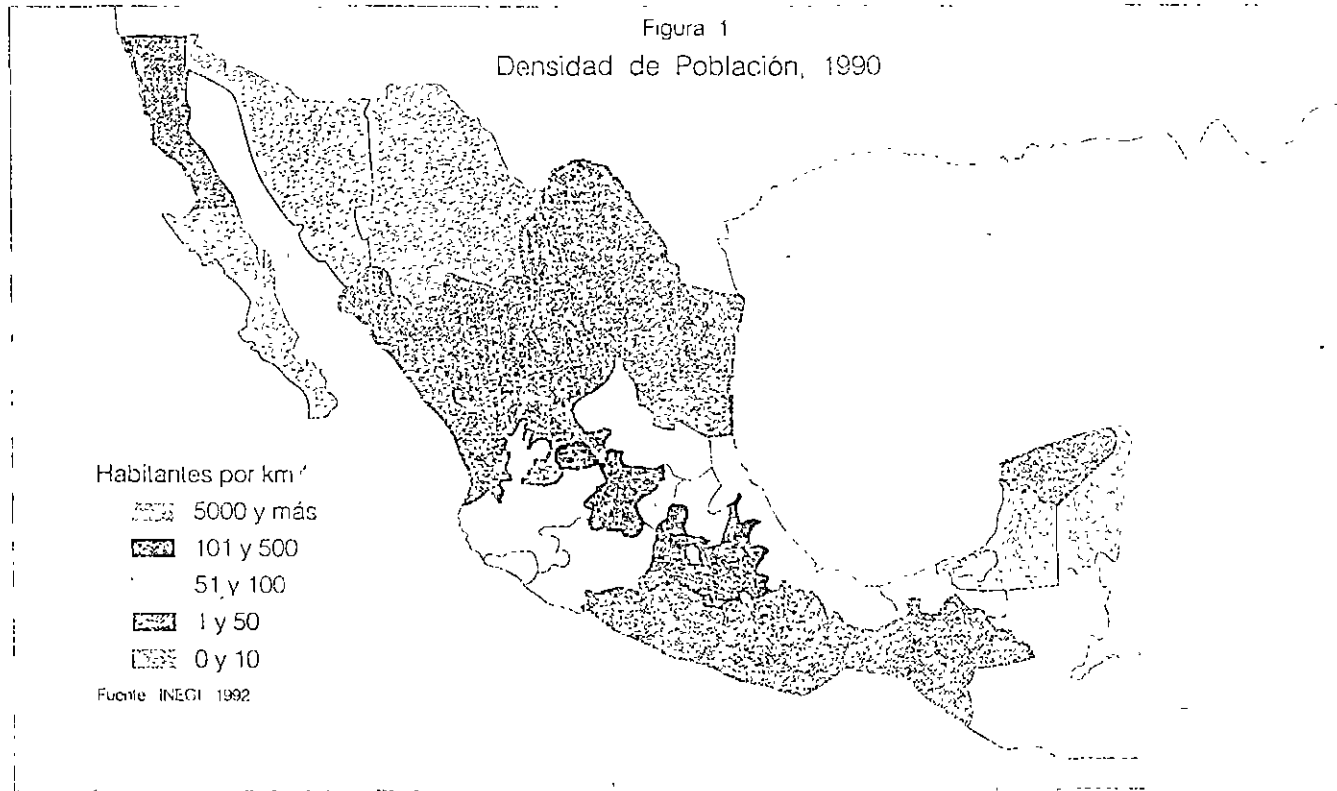 Figura 1
Densidad de Población, 1990
Habitantes por km²
5000 y más
101 y 500
51 y 100
1 y 50
0 y 10
Fuente INEGI 1992